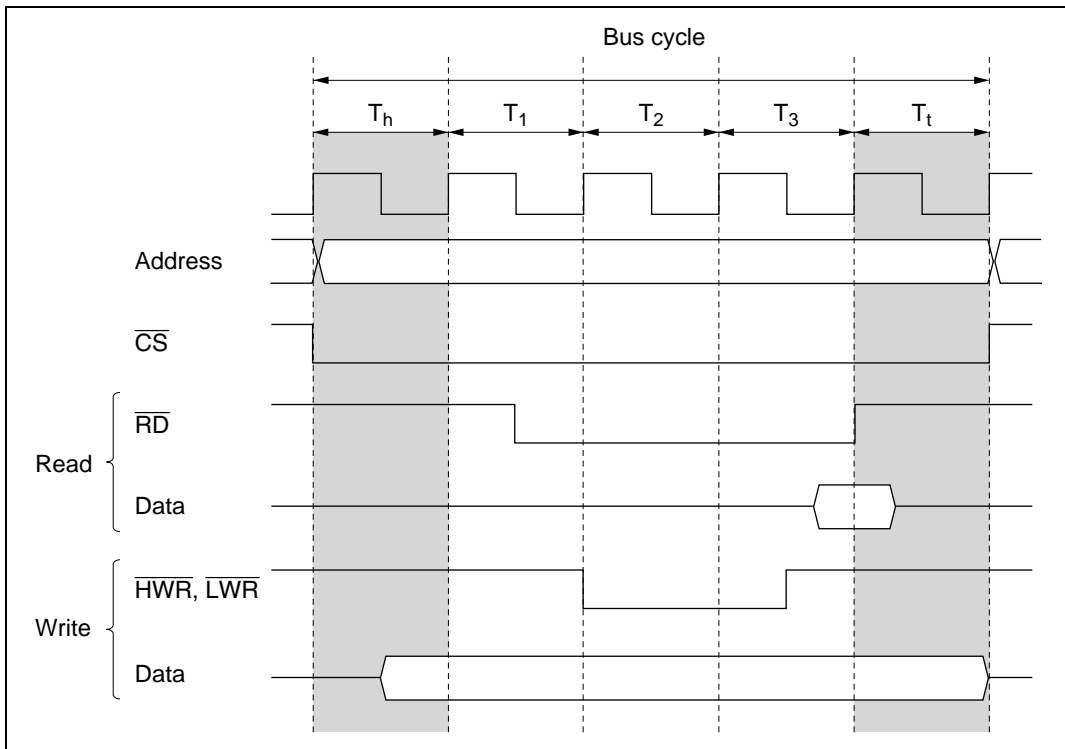 Bus cycle
Th T1 T2 T3 Tt
Address
CS
RD
Read
Data
HWR, LWR
Write
Data